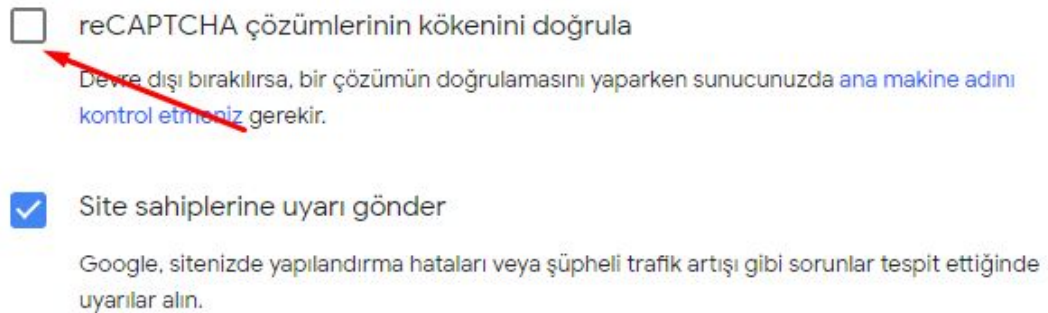 reCAPTCHA çözümlerinin kökenini doğrula
Devre dışı bırakılırsa, bir çözümün doğrulamasını yaparken sunucunuzda ana makine adını
kontrol etmeniz gerekir.
Site sahiplerine uyarı gönder
Google, sitenizde yapılandırma hataları veya şüpheli trafik artışı gibi sorunlar tespit ettiğinde
uyarılar alın.